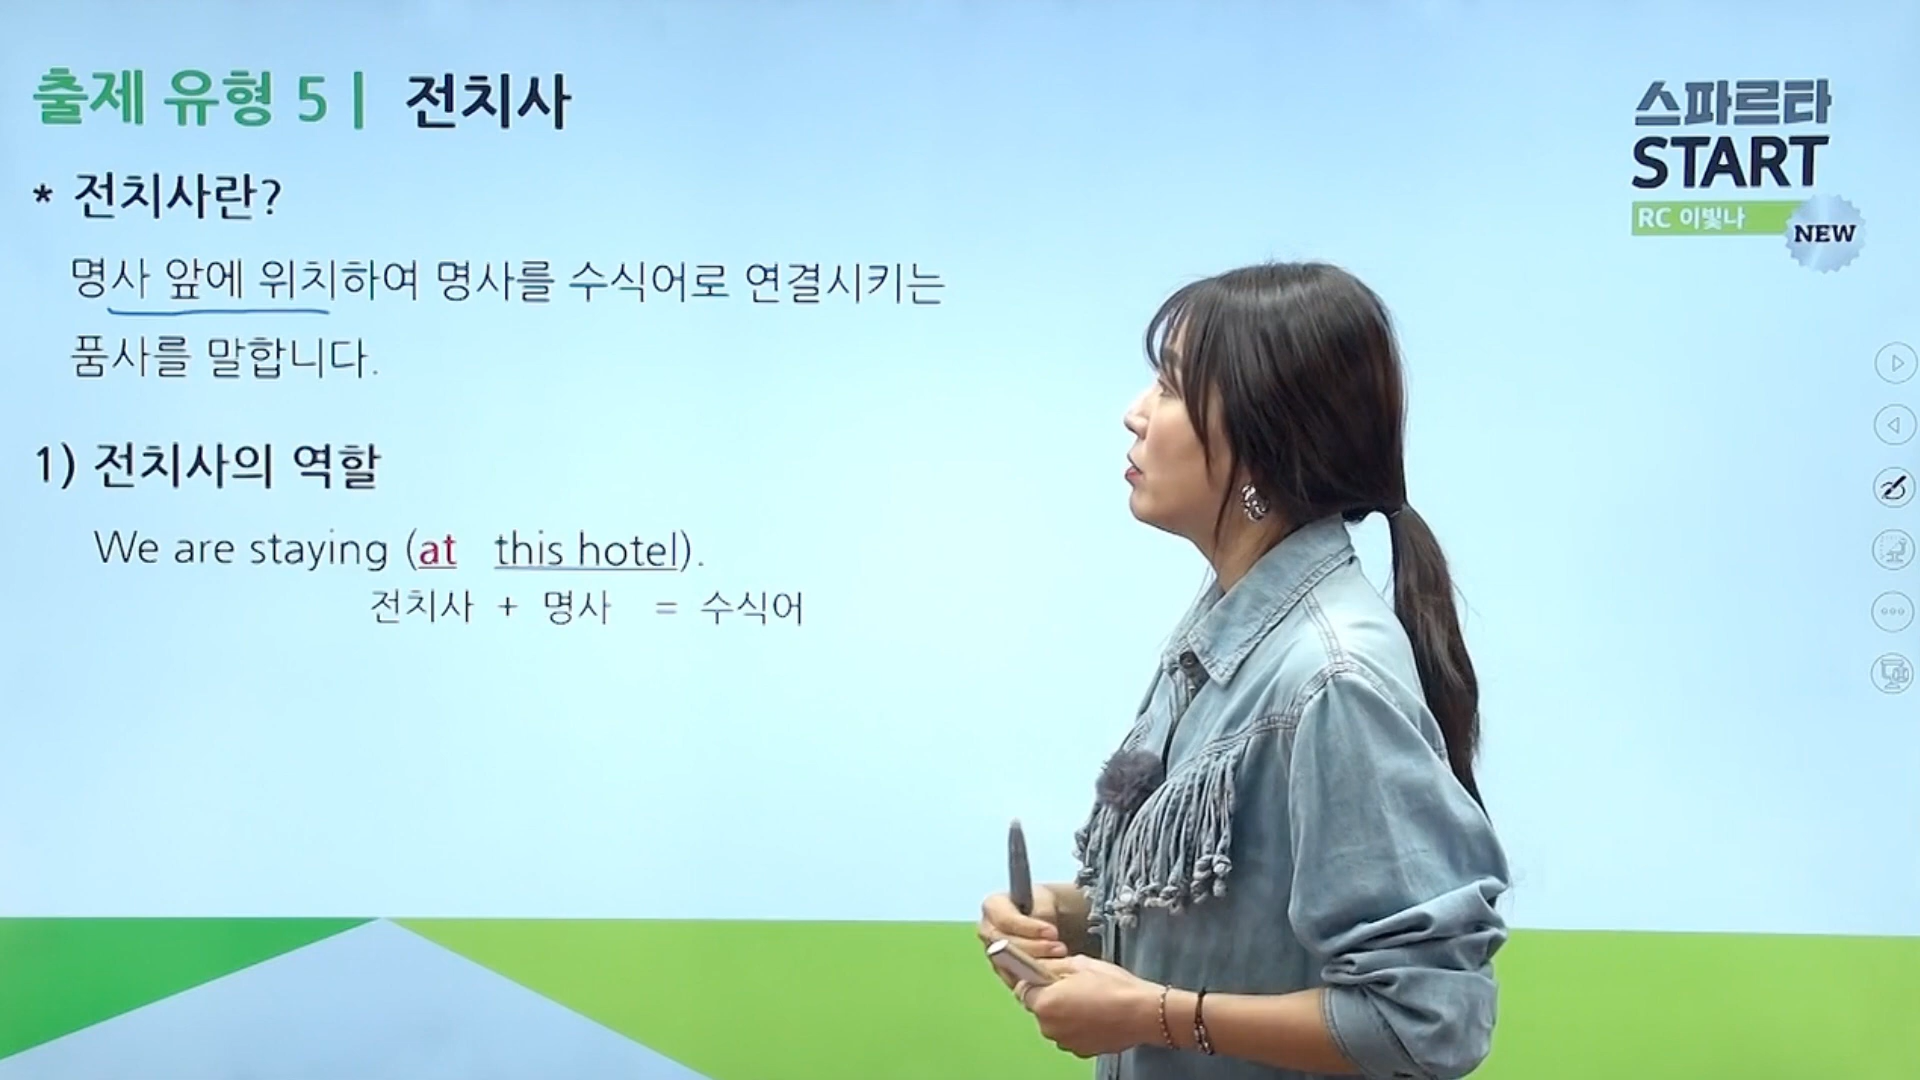 출제 유형 5 | 전치사
* 전치사란?
명사 앞에 위치하여 명사를 수식어로 연결시키는
품사를 말합니다.
1) 전치사의 역할
We are staying (at this hotel).
전치사 + 명사 = 수식어
스파르타
START
RC 이빛나
NEW